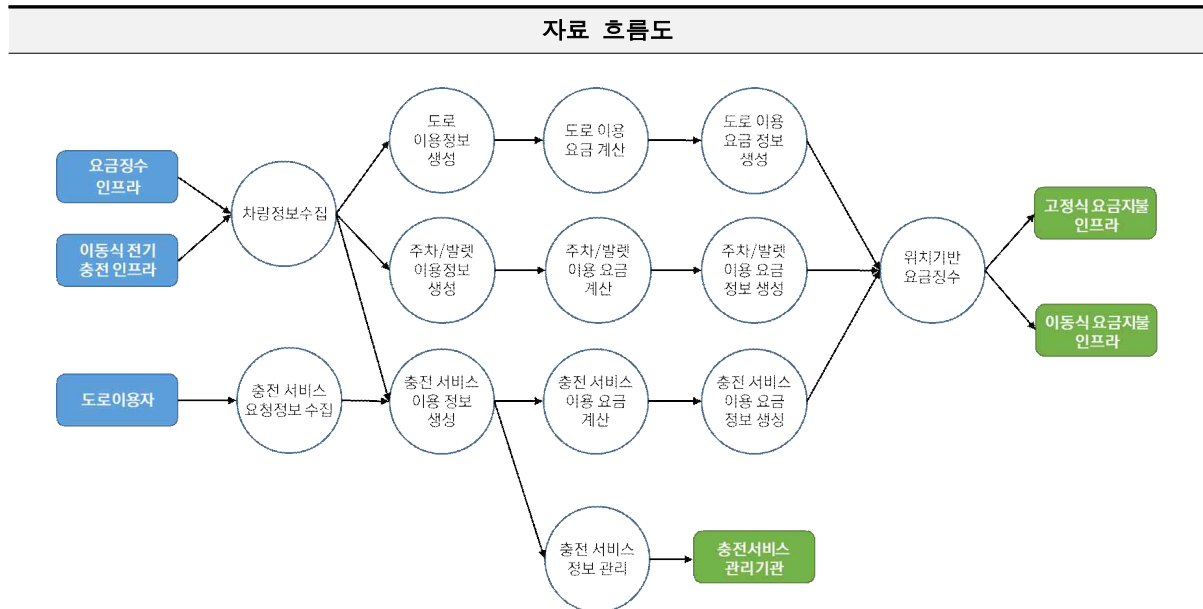 자료 흐름도
요금징수
인프라
이동식 전기
충전 인프라
도로이용자
차량정보수집
충전 서비스
요청정보 수집
도로
이용정보
생성
도로 이용
요금 계산
도로 이용
요금 정보
생성
주차/발렛
이용정보
생성
주차/발렛
이용 요금
계산
주차/발렛
이용 요금
정보 생성
충전 서비스
이용 정보
생성
충전 서비스
이용 요금
계산
충전 서비스
이용 요금
정보 생성
충전 서비스
정보 관리
충전서비스
관리기관
위치기반
요금징수
고정식 요금지불
인프라
이동식 요금지불
인프라